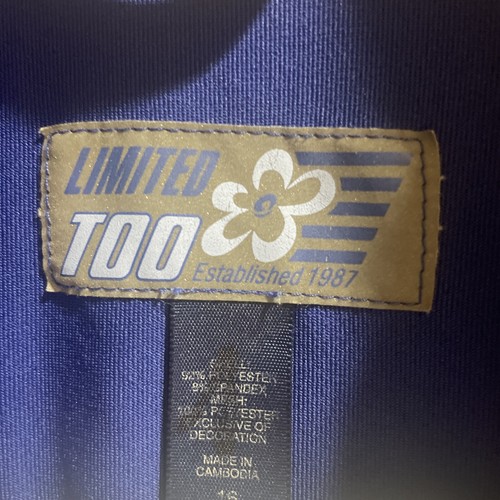 LIMITED
TOO
Established 1987
92% POLYESTER
8% SPANDEX
MESH:
100% POLYESTER
EXCLUSIVE OF
DECORATION
MADE IN
CAMBODIA